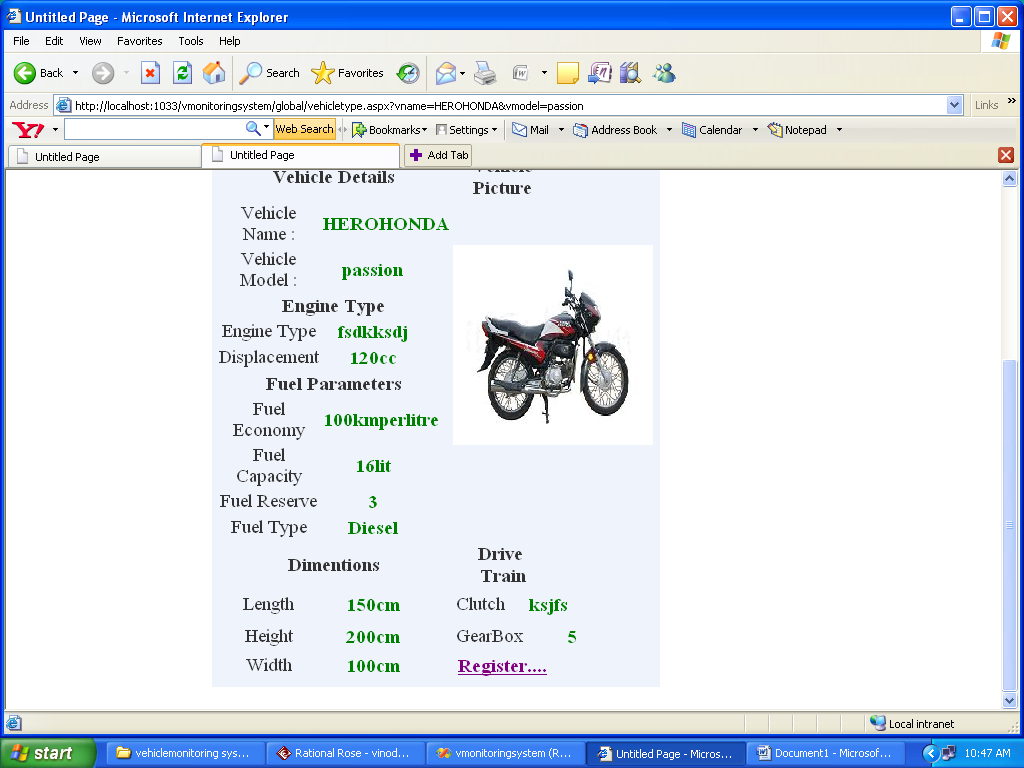 Untitled Page - Microsoft Internet Explorer
File Edit View Favorites Tools Help
Back Search Favorites
Address http://localhost:1033/vmonitoringsystem/global/vehicletype.aspx?vname=HEROHONDA&vmodel=passion Links »
Y! Web Search Bookmarks Settings Mail Address Book Calendar Notepad
Untitled Page Untitled Page Add Tab
Vehicle Details
Vehicle
Picture
Vehicle
Name : HEROHONDA
Vehicle
Model : passion
Engine Type
Engine Type fsdkksdj
Displacement 120cc
Fuel Parameters
Fuel
Economy 100kmperlitre
Fuel
Capacity 16lit
Fuel Reserve 3
Fuel Type Diesel
Dimentions
Drive
Train
Length 150cm Clutch ksjfs
Height 200cm GearBox 5
Width 100cm Register....
Local intranet
start vehiclemonitoring sys... Rational Rose - vinod... vmonitoringsystem (R... Untitled Page - Micros... Document1 - Microsof... 10:47 AM